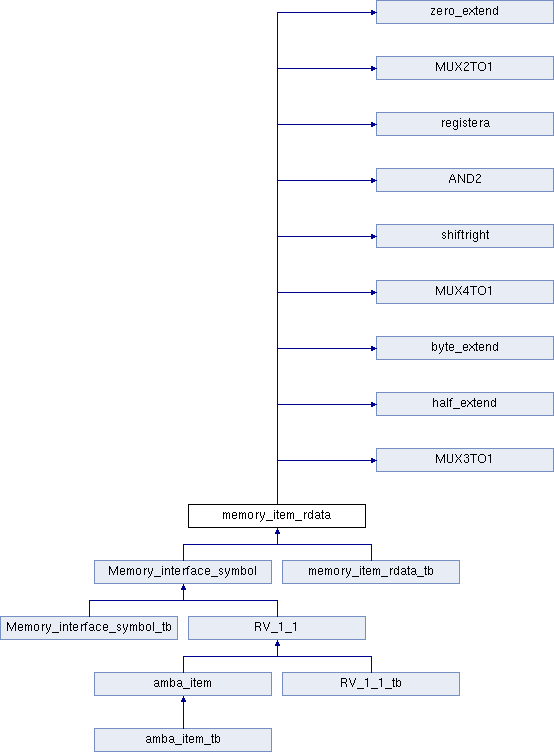 zero_extend
MUX2TO1
registera
AND2
shiftright
MUX4TO1
byte_extend
half_extend
MUX3TO1
memory_item_rdata
Memory_interface_symbol
memory_item_rdata_tb
Memory_interface_symbol_tb
RV_1_1
amba_item
RV_1_1_tb
amba_item_tb